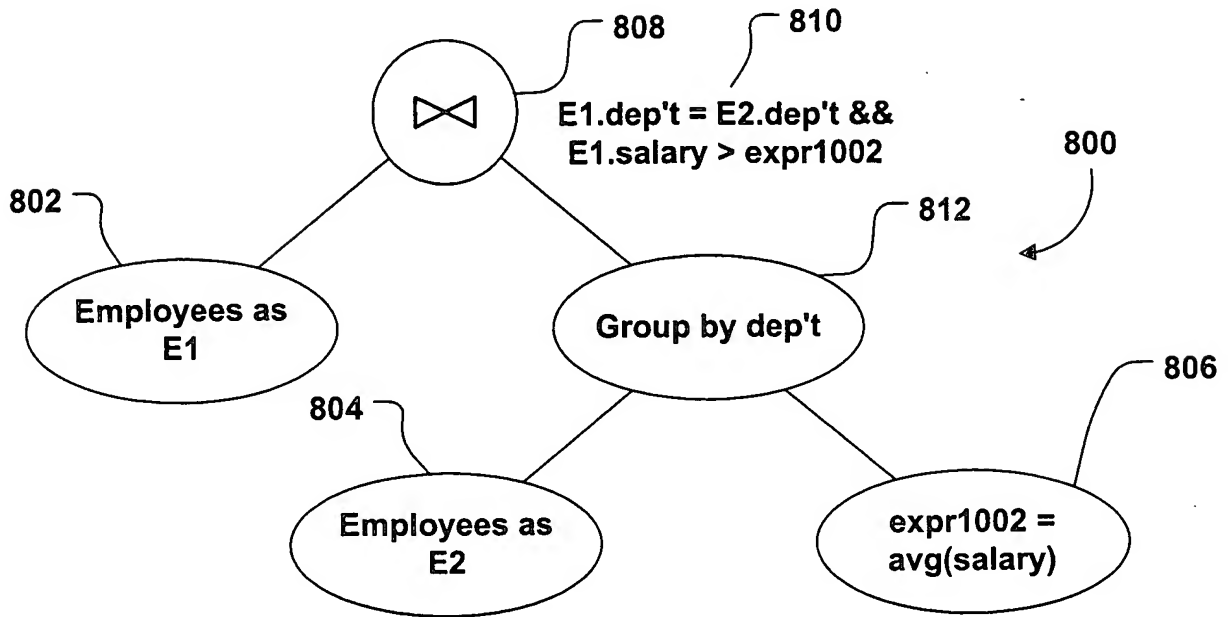 808
810
E1.dep't = E2.dep't &&
E1.salary > expr1002
800
802
812
Employees as
E1
Group by dep't
804
806
Employees as
E2
expr1002 =
avg(salary)